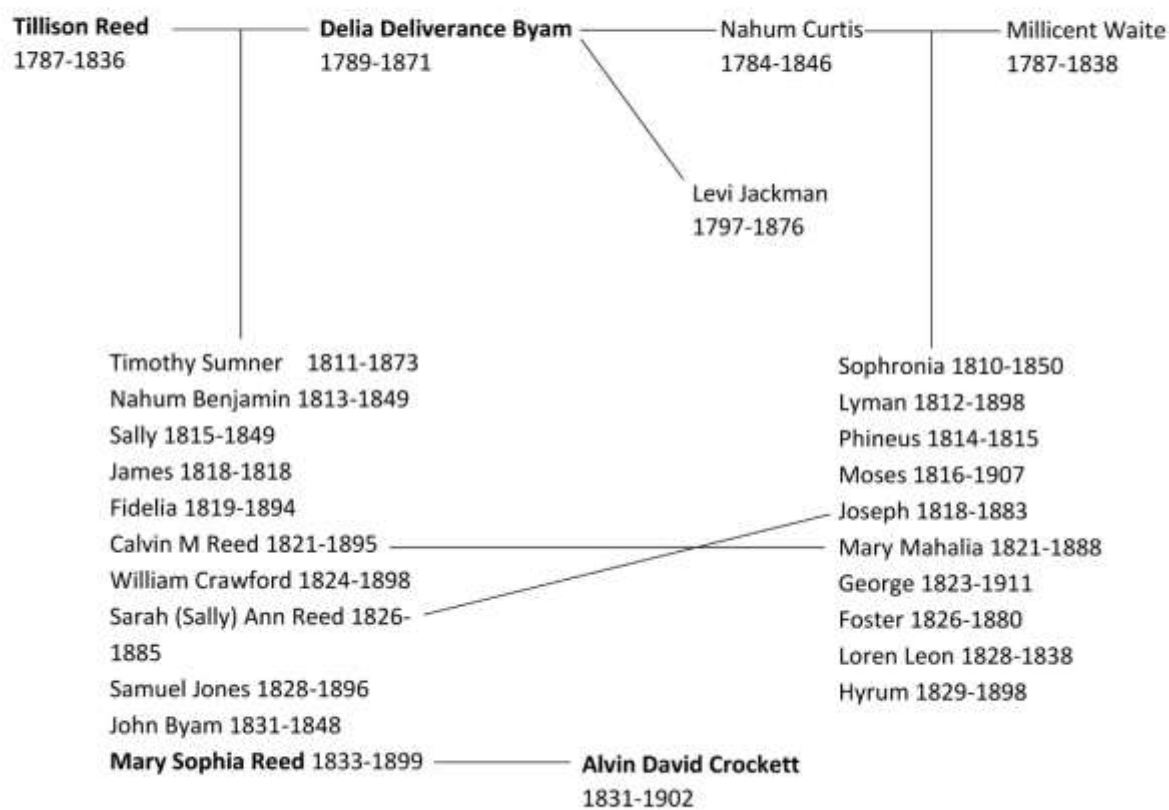 Tillison Reed
1787-1836
Delia Deliverance Byam
1789-1871
Nahum Curtis
1784-1846
Millicent Waite
1787-1838
Levi Jackman
1797-1876
Timothy Sumner 1811-1873
Nahum Benjamin 1813-1849
Sally 1815-1849
James 1818-1818
Fidelia 1819-1894
Calvin M Reed 1821-1895
William Crawford 1824-1898
Sarah (Sally) Ann Reed 1826-
1885
Samuel Jones 1828-1896
John Byam 1831-1848
Mary Sophia Reed 1833-1899
Alvin David Crockett
1831-1902
Sophronia 1810-1850
Lyman 1812-1898
Phineus 1814-1815
Moses 1816-1907
Joseph 1818-1883
Mary Mahalia 1821-1888
George 1823-1911
Foster 1826-1880
Loren Leon 1828-1838
Hyrum 1829-1898